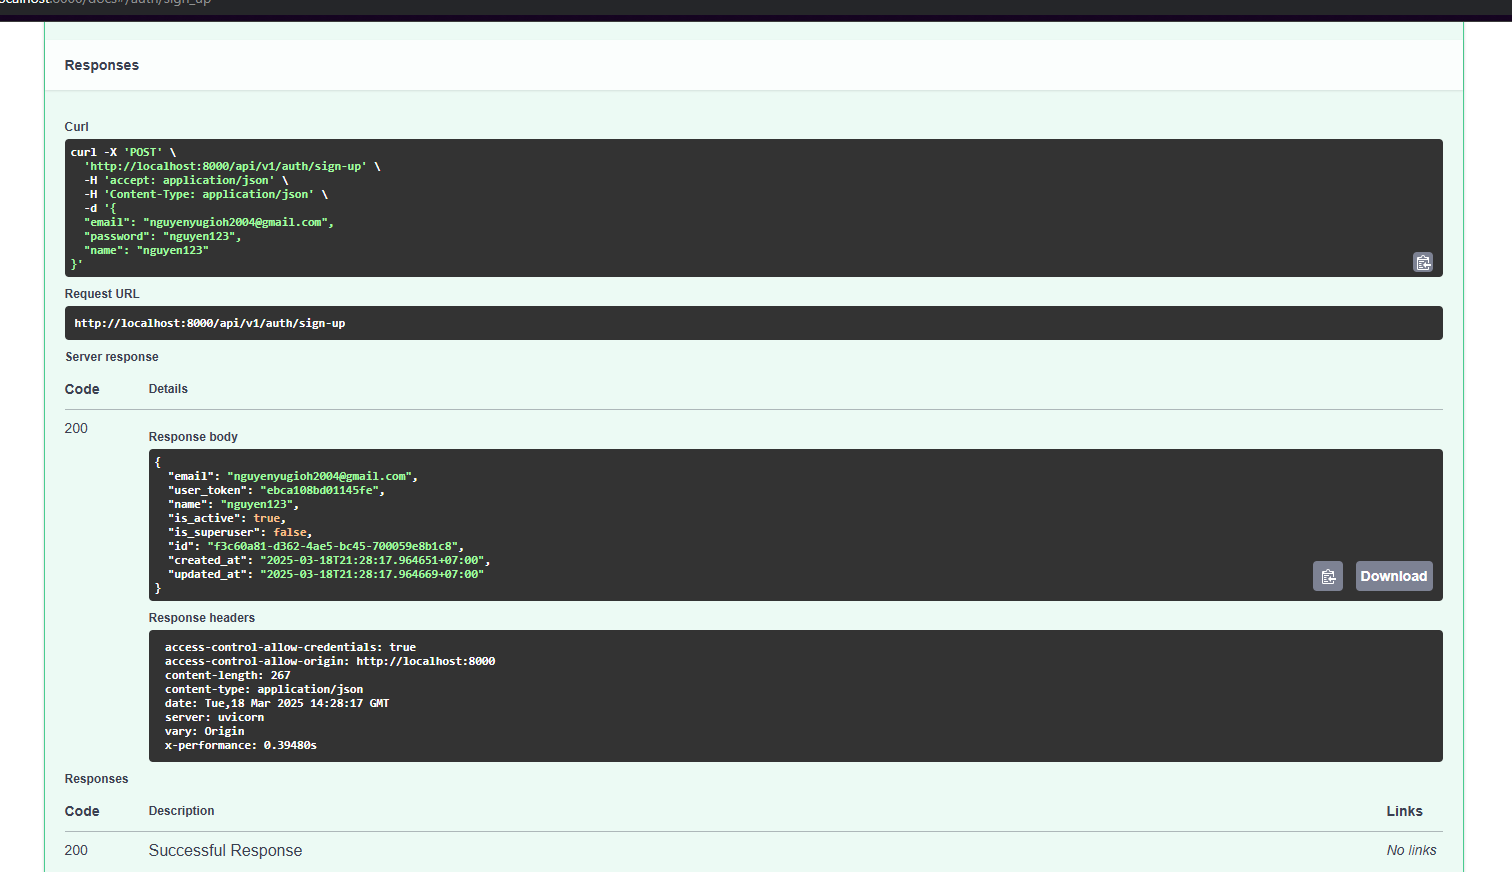 localhost:8000/docs#/auth/sign_up
Responses
Curl
curl -X 'POST' \
'http://localhost:8000/api/v1/auth/sign-up' \
-H 'accept: application/json' \
-H 'Content-Type: application/json' \
-d '{
"email": "nguyenyugioh2004@gmail.com",
"password": "nguyen123",
"name": "nguyen123"
}'
Request URL
http://localhost:8000/api/v1/auth/sign-up
Server response
Code Details
200
Response body
{
"email": "nguyenyugioh2004@gmail.com",
"user_token": "ebca108bd01145fe",
"name": "nguyen123",
"is_active": true,
"is_superuser": false,
"id": "f3c60a81-d362-4ae5-bc45-700059e8b1c8",
"created_at": "2025-03-18T21:28:17.964651+07:00",
"updated_at": "2025-03-18T21:28:17.964669+07:00"
}
Download
Response headers
access-control-allow-credentials: true
access-control-allow-origin: http://localhost:8000
content-length: 267
content-type: application/json
date: Tue,18 Mar 2025 14:28:17 GMT
server: uvicorn
vary: Origin
x-performance: 0.39480s
Responses
Code Description Links
200 Successful Response No links